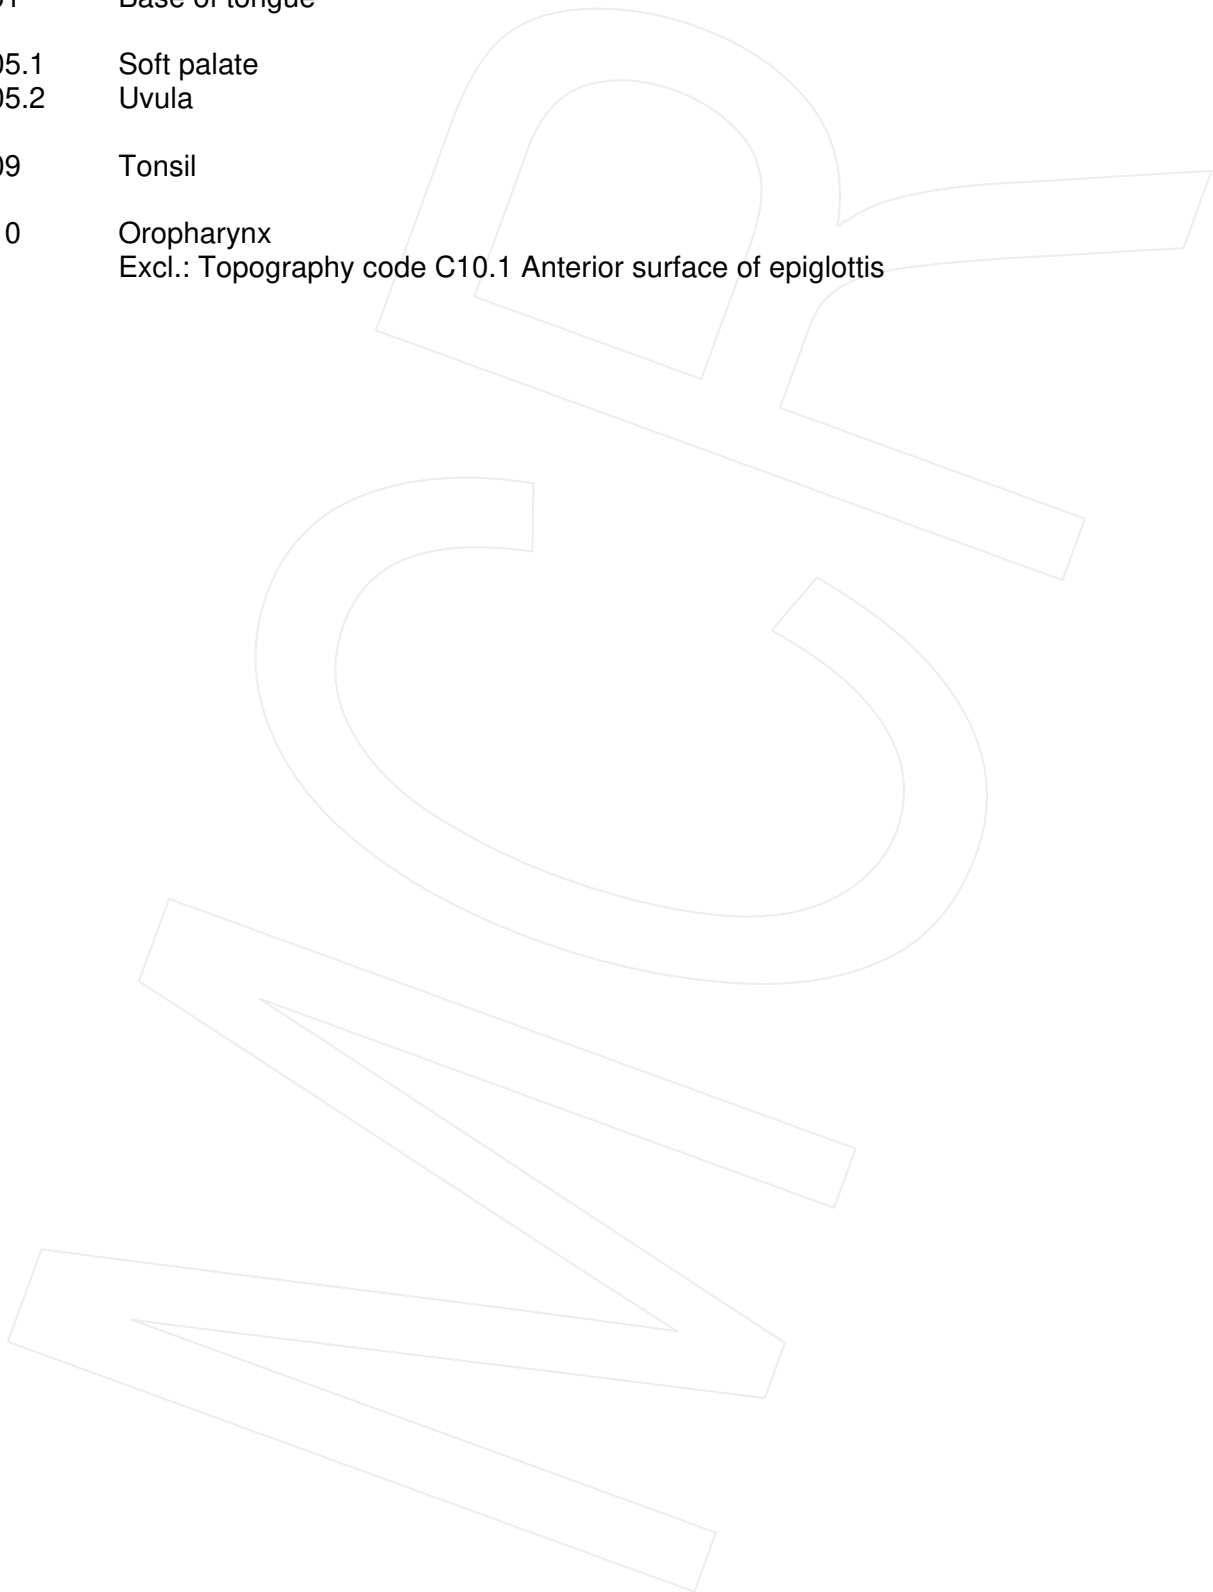 Base of tongue
05.1 Soft palate
05.2 Uvula
09 Tonsil
0 Oropharynx
Excl.: Topography code C10.1 Anterior surface of epiglottis
MCR